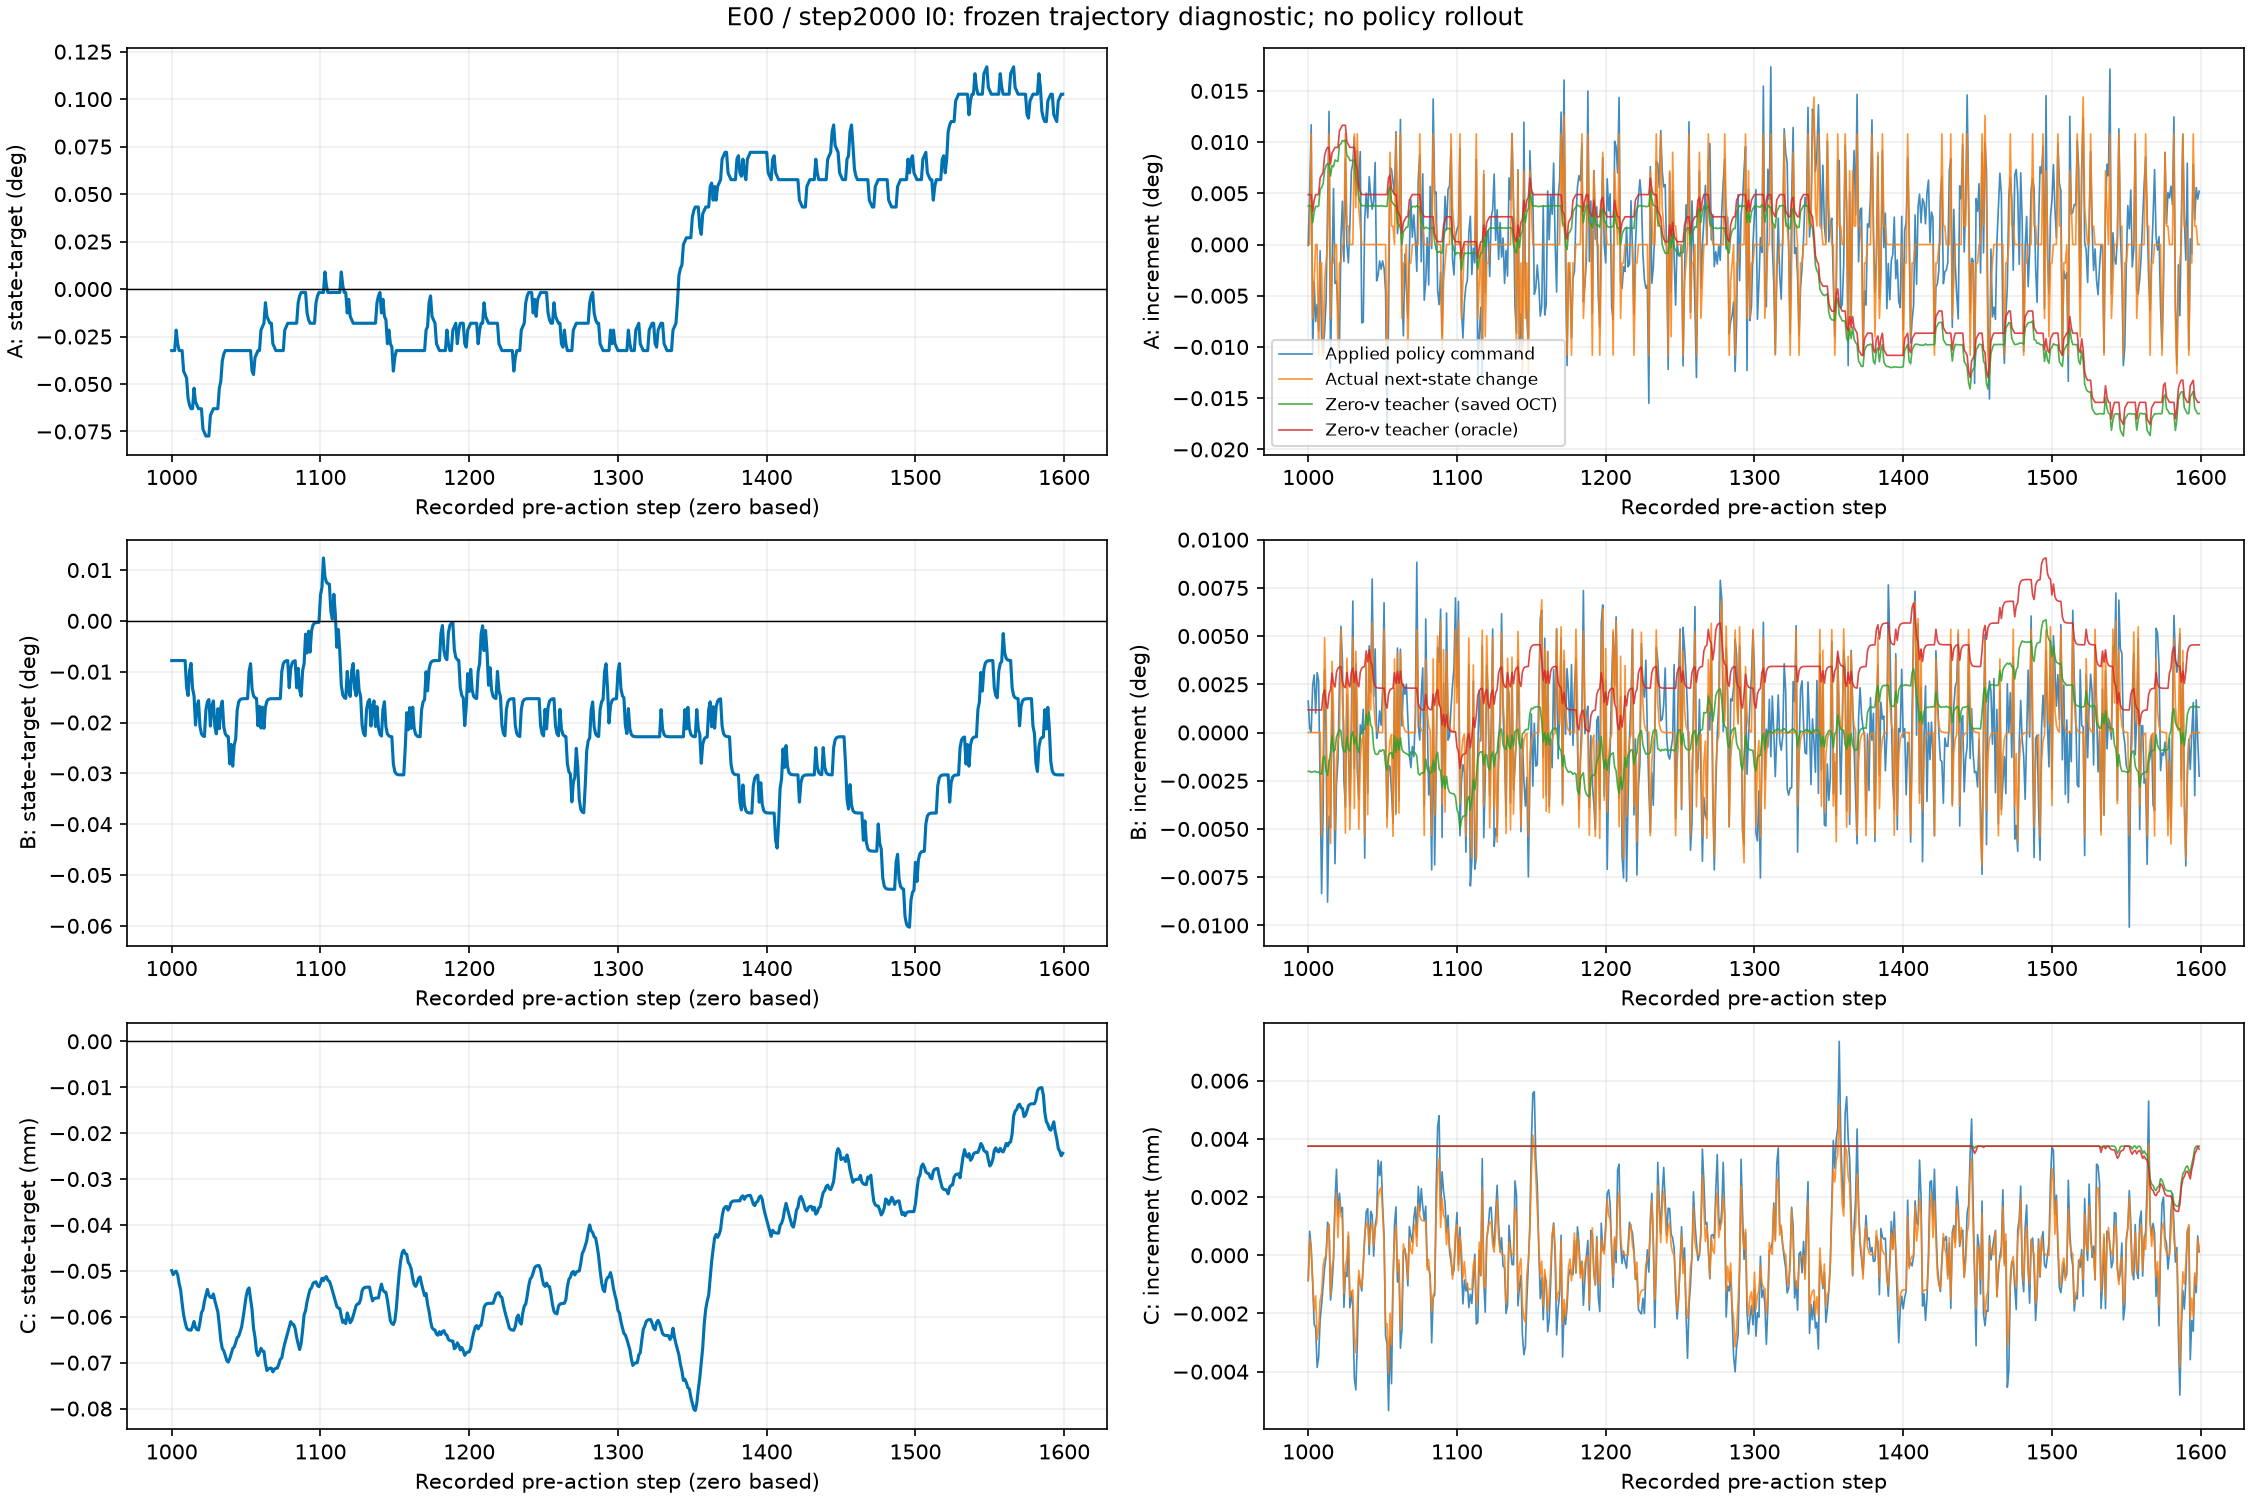 E00 / step2000 I0: frozen trajectory diagnostic; no policy rollout
A: state-target (deg)
0.125
0.100
0.075
0.050
0.025
0.000
−0.025
−0.050
−0.075
1000 1100 1200 1300 1400 1500 1600
Recorded pre-action step (zero based)
A: increment (deg)
0.015
0.010
0.005
0.000
−0.005
−0.010
−0.015
−0.020
Applied policy command
Actual next-state change
Zero-v teacher (saved OCT)
Zero-v teacher (oracle)
1000 1100 1200 1300 1400 1500 1600
Recorded pre-action step
B: state-target (deg)
0.01
0.00
−0.01
−0.02
−0.03
−0.04
−0.05
−0.06
1000 1100 1200 1300 1400 1500 1600
Recorded pre-action step (zero based)
B: increment (deg)
0.0100
0.0075
0.0050
0.0025
0.0000
−0.0025
−0.0050
−0.0075
−0.0100
1000 1100 1200 1300 1400 1500 1600
Recorded pre-action step
C: state-target (mm)
0.00
−0.01
−0.02
−0.03
−0.04
−0.05
−0.06
−0.07
−0.08
1000 1100 1200 1300 1400 1500 1600
Recorded pre-action step (zero based)
C: increment (mm)
0.006
0.004
0.002
0.000
−0.002
−0.004
1000 1100 1200 1300 1400 1500 1600
Recorded pre-action step